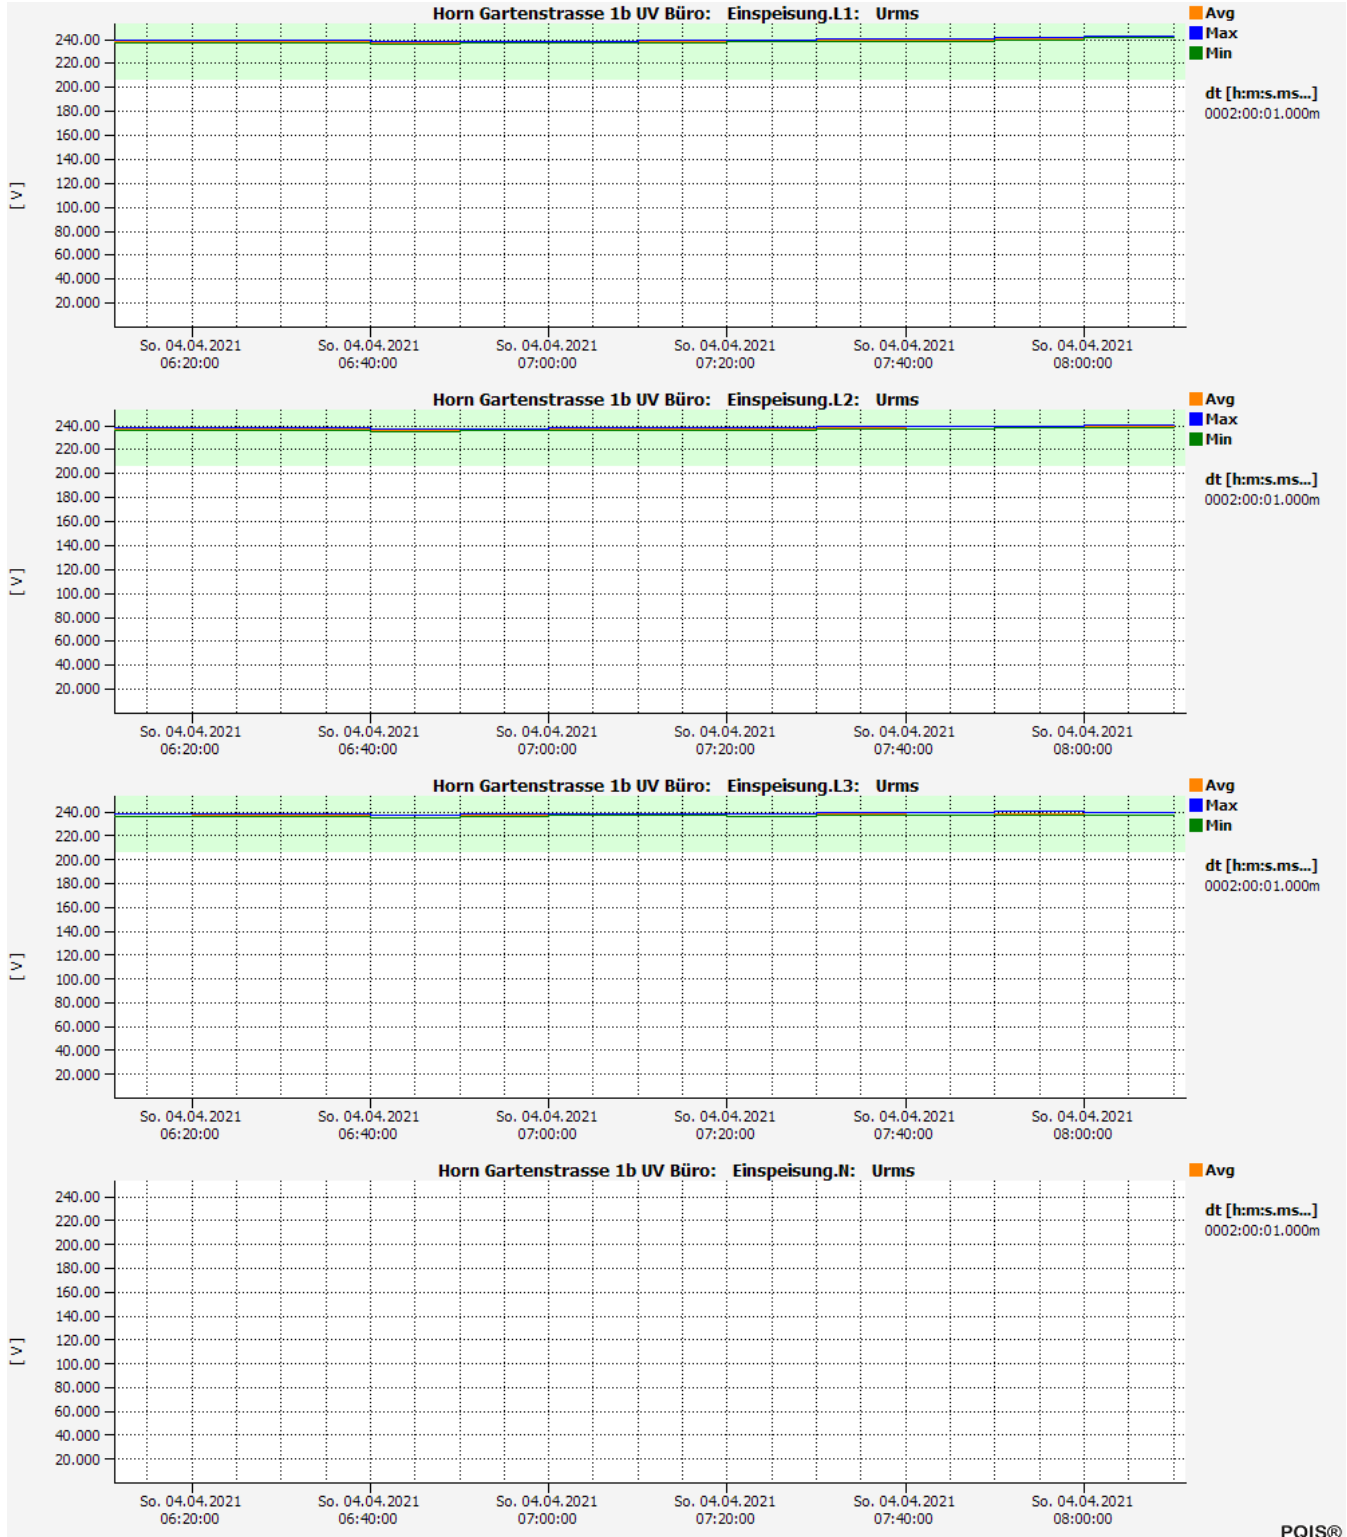 Horn Gartenstrasse 1b UV Büro: Einspeisung.L1: Urms
Avg
Max
Min
dt [h:m:s.ms...]
0002:00:01.000m
240.00
220.00
200.00
180.00
160.00
140.00
120.00
100.00
80.000
60.000
40.000
20.000
[ V ]
So. 04.04.2021 So. 04.04.2021 So. 04.04.2021 So. 04.04.2021 So. 04.04.2021 So. 04.04.2021
06:20:00 06:40:00 07:00:00 07:20:00 07:40:00 08:00:00
Horn Gartenstrasse 1b UV Büro: Einspeisung.L2: Urms
Avg
Max
Min
dt [h:m:s.ms...]
0002:00:01.000m
240.00
220.00
200.00
180.00
160.00
140.00
120.00
100.00
80.000
60.000
40.000
20.000
[ V ]
So. 04.04.2021 So. 04.04.2021 So. 04.04.2021 So. 04.04.2021 So. 04.04.2021 So. 04.04.2021
06:20:00 06:40:00 07:00:00 07:20:00 07:40:00 08:00:00
Horn Gartenstrasse 1b UV Büro: Einspeisung.L3: Urms
Avg
Max
Min
dt [h:m:s.ms...]
0002:00:01.000m
240.00
220.00
200.00
180.00
160.00
140.00
120.00
100.00
80.000
60.000
40.000
20.000
[ V ]
So. 04.04.2021 So. 04.04.2021 So. 04.04.2021 So. 04.04.2021 So. 04.04.2021 So. 04.04.2021
06:20:00 06:40:00 07:00:00 07:20:00 07:40:00 08:00:00
Horn Gartenstrasse 1b UV Büro: Einspeisung.N: Urms
Avg
dt [h:m:s.ms...]
0002:00:01.000m
240.00
220.00
200.00
180.00
160.00
140.00
120.00
100.00
80.000
60.000
40.000
20.000
[ V ]
So. 04.04.2021 So. 04.04.2021 So. 04.04.2021 So. 04.04.2021 So. 04.04.2021 So. 04.04.2021
06:20:00 06:40:00 07:00:00 07:20:00 07:40:00 08:00:00
PQIS®